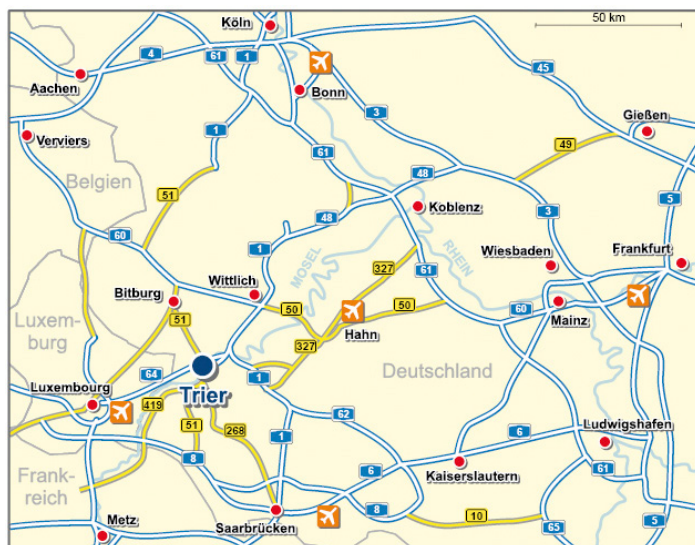 50 km
Köln
4
61
1
45
Aachen
Bonn
3
Gießen
Verviers
1
61
49
Belgien
51
48
5
48
Koblenz
3
60
1
MOSEL
RHEIN
Wiesbaden
Frankfurt
327
61
Wittlich
Bitburg
50
50
60
Mainz
51
Hahn
Luxem-
burg
327
Deutschland
64
1
Trier
Luxembourg
419
62
51
268
1
6
Ludwigshafen
8
6
61
Frank-
reich
Kaiserslautern
Metz
Saarbrücken
8
10
65
5